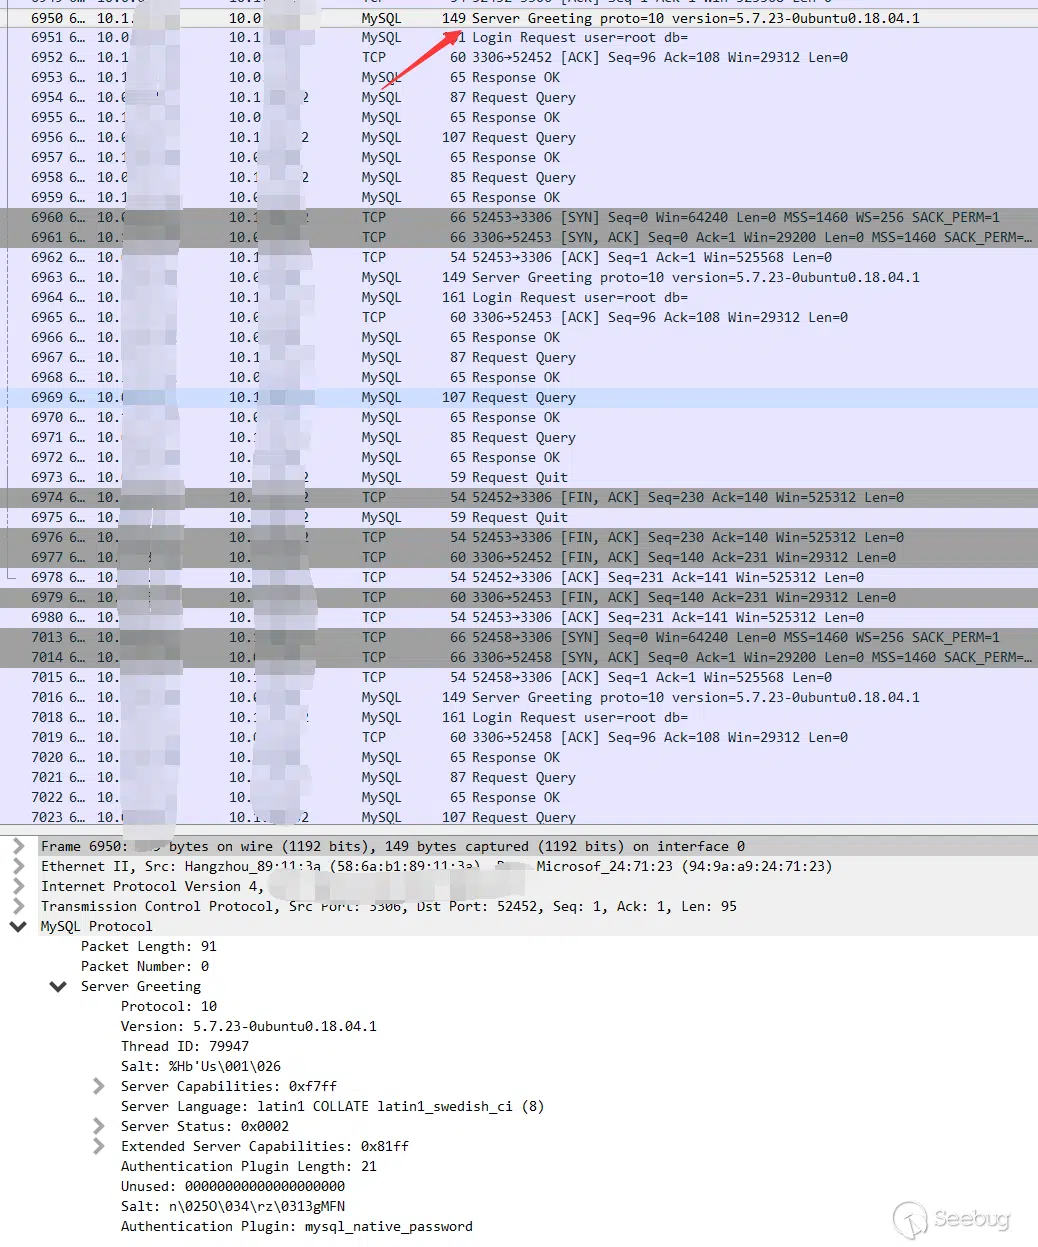 6950 6… 10.1. 10.0 MySQL 149 Server Greeting proto=10 version=5.7.23-0ubuntu0.18.04.1
6951 6… 10.0 10.1 MySQL Login Request user=root db=
6952 6… 10.1 10.0 TCP 60 3306→52452 [ACK] Seq=96 Ack=108 Win=29312 Len=0
6953 6… 10.1 10.0 MySQL 65 Response OK
6954 6… 10. 10.1 2 MySQL 87 Request Query
6955 6… 10.1 10.0 MySQL 65 Response OK
6956 6… 10.0 10.1 2 MySQL 107 Request Query
6957 6… 10.1 10.0 MySQL 65 Response OK
6958 6… 10.0 10.1 2 MySQL 85 Request Query
6959 6… 10.1 10. MySQL 65 Response OK
6960 6… 10. 10. 2 TCP 66 52453→3306 [SYN] Seq=0 Win=64240 Len=0 MSS=1460 WS=256 SACK_PERM=1
6961 6… 10. 10. TCP 66 3306→52453 [SYN, ACK] Seq=0 Ack=1 Win=29200 Len=0 MSS=1460 SACK_PERM=…
6962 6… 10. 10.1 TCP 54 52453→3306 [ACK] Seq=1 Ack=1 Win=525568 Len=0
6963 6… 10. 10.0 MySQL 149 Server Greeting proto=10 version=5.7.23-0ubuntu0.18.04.1
6964 6… 10. 10.1 MySQL 161 Login Request user=root db=
6965 6… 10. 10.0 TCP 60 3306→52453 [ACK] Seq=96 Ack=108 Win=29312 Len=0
6966 6… 10. 10.0 MySQL 65 Response OK
6967 6… 10. 10.1 MySQL 87 Request Query
6968 6… 10. 10.0 MySQL 65 Response OK
6969 6… 10. 10.1 MySQL 107 Request Query
6970 6… 10. 10.0 MySQL 65 Response OK
6971 6… 10. 10.1 MySQL 85 Request Query
6972 6… 10. 10. MySQL 65 Response OK
6973 6… 10. 10. 2 MySQL 59 Request Quit
6974 6… 10. 10. TCP 54 52452→3306 [FIN, ACK] Seq=230 Ack=140 Win=525312 Len=0
6975 6… 10. 10. 2 MySQL 59 Request Quit
6976 6… 10. 10. 2 TCP 54 52453→3306 [FIN, ACK] Seq=230 Ack=140 Win=525312 Len=0
6977 6… 10. 10. TCP 60 3306→52452 [FIN, ACK] Seq=140 Ack=231 Win=29312 Len=0
6978 6… 10. 10. TCP 54 52452→3306 [ACK] Seq=231 Ack=141 Win=525312 Len=0
6979 6… 10. 10. TCP 60 3306→52453 [FIN, ACK] Seq=140 Ack=231 Win=29312 Len=0
6980 6… 10. 10. TCP 54 52453→3306 [ACK] Seq=231 Ack=141 Win=525312 Len=0
7013 6… 10. 10. TCP 66 52458→3306 [SYN] Seq=0 Win=64240 Len=0 MSS=1460 WS=256 SACK_PERM=1
7014 6… 10. 10. TCP 66 3306→52458 [SYN, ACK] Seq=0 Ack=1 Win=29200 Len=0 MSS=1460 SACK_PERM=…
7015 6… 10. 10. TCP 54 52458→3306 [ACK] Seq=1 Ack=1 Win=525568 Len=0
7016 6… 10. 10. MySQL 149 Server Greeting proto=10 version=5.7.23-0ubuntu0.18.04.1
7018 6… 10. 10. 2 MySQL 161 Login Request user=root db=
7019 6… 10. 10. TCP 60 3306→52458 [ACK] Seq=96 Ack=108 Win=29312 Len=0
7020 6… 10. 10. MySQL 65 Response OK
7021 6… 10. 10. MySQL 87 Request Query
7022 6… 10. 10. MySQL 65 Response OK
7023 6… 10. 10. 2 MySQL 107 Request Query
Frame 6950: bytes on wire (1192 bits), 149 bytes captured (1192 bits) on interface 0
Ethernet II, Src: Hangzhou_89:11:3a (58:6a:b1:89:11:3a), Microsof_24:71:23 (94:9a:a9:24:71:23)
Internet Protocol Version 4,
Transmission Control Protocol, Src Port: 3306, Dst Port: 52452, Seq: 1, Ack: 1, Len: 95
MySQL Protocol
Packet Length: 91
Packet Number: 0
Server Greeting
Protocol: 10
Version: 5.7.23-0ubuntu0.18.04.1
Thread ID: 79947
Salt: %Hb'Us\001\026
Server Capabilities: 0xf7ff
Server Language: latin1 COLLATE latin1_swedish_ci (8)
Server Status: 0x0002
Extended Server Capabilities: 0x81ff
Authentication Plugin Length: 21
Unused: 00000000000000000000
Salt: n\025O\034\rz\0313gMFN
Authentication Plugin: mysql_native_password
Seebug